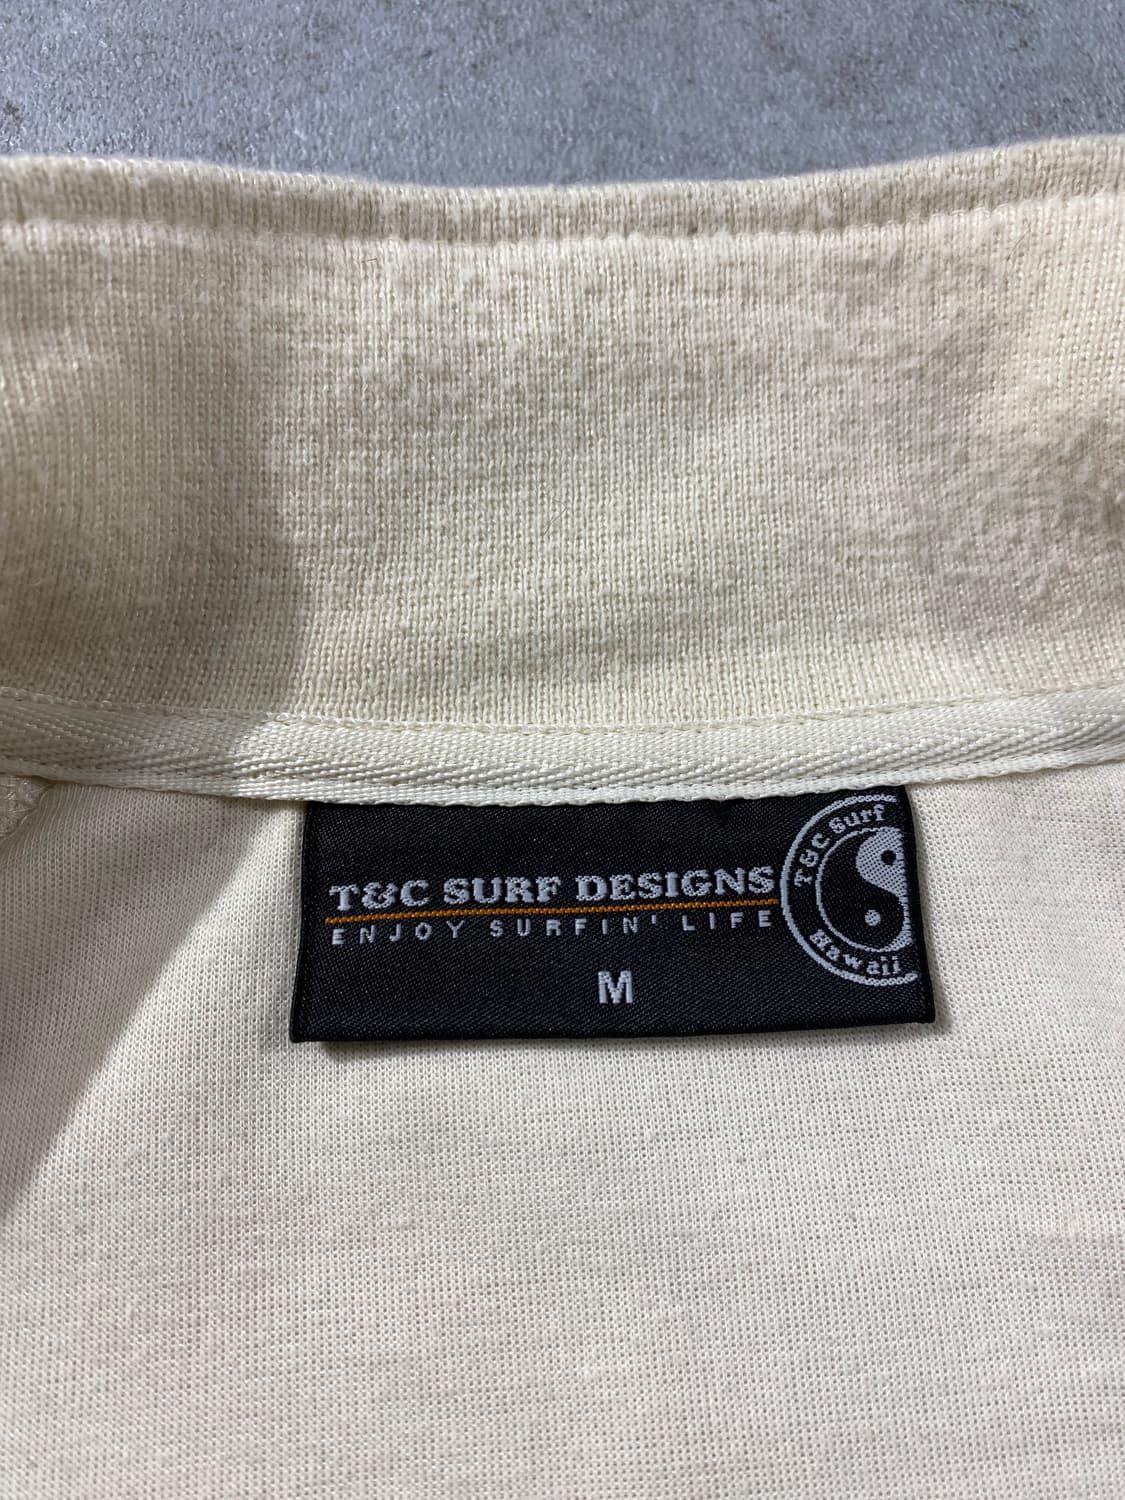 T&C SURF DESIGNS
ENJOY SURFIN' LIFE
M
T&C Surf
Hawaii